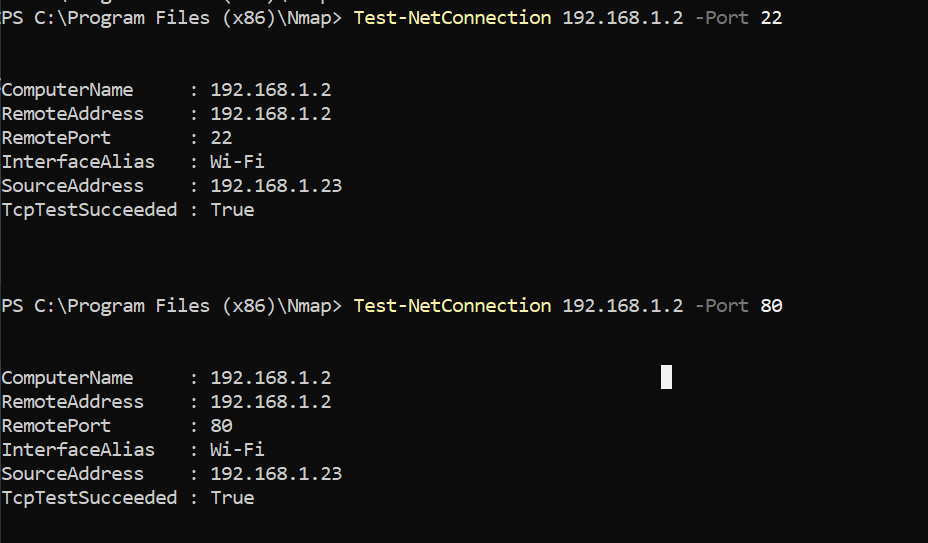 PS C:\Program Files (x86)\Nmap> Test-NetConnection 192.168.1.2 -Port 22
ComputerName     : 192.168.1.2
RemoteAddress    : 192.168.1.2
RemotePort       : 22
InterfaceAlias   : Wi-Fi
SourceAddress    : 192.168.1.23
TcpTestSucceeded : True
PS C:\Program Files (x86)\Nmap> Test-NetConnection 192.168.1.2 -Port 80
ComputerName     : 192.168.1.2
RemoteAddress    : 192.168.1.2
RemotePort       : 80
InterfaceAlias   : Wi-Fi
SourceAddress    : 192.168.1.23
TcpTestSucceeded : True